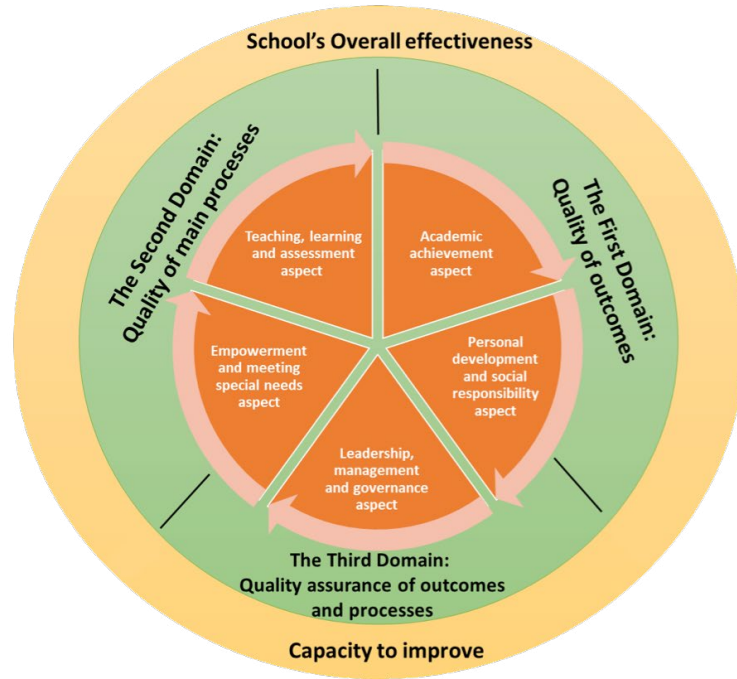 School's Overall effectiveness
The Second Domain:
Quality of main processes
The First Domain:
Quality of outcomes
Teaching, learning
and assessment
aspect
Academic
achievement
aspect
Empowerment
and meeting
special needs
aspect
Personal
development
and social
responsibility
aspect
Leadership,
management
and governance
aspect
The Third Domain:
Quality assurance of outcomes
and processes
Capacity to improve